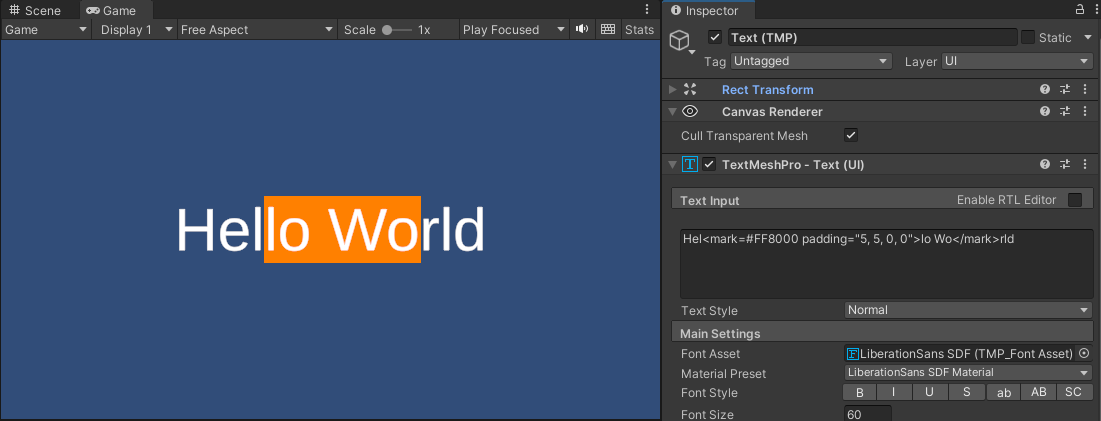 Scene Game
Game Display 1 Free Aspect Scale 1x Play Focused Stats
Hello World
Inspector
Text (TMP) Static
Tag Untagged Layer UI
Rect Transform
Canvas Renderer
Cull Transparent Mesh
TextMeshPro - Text (UI)
Text Input Enable RTL Editor
Hel<mark=#FF8000 padding="5, 5, 0, 0">lo Wo</mark>rld
Text Style Normal
Main Settings
Font Asset LiberationSans SDF (TMP_Font Asset)
Material Preset LiberationSans SDF Material
Font Style B I U S ab AB SC
Font Size 60